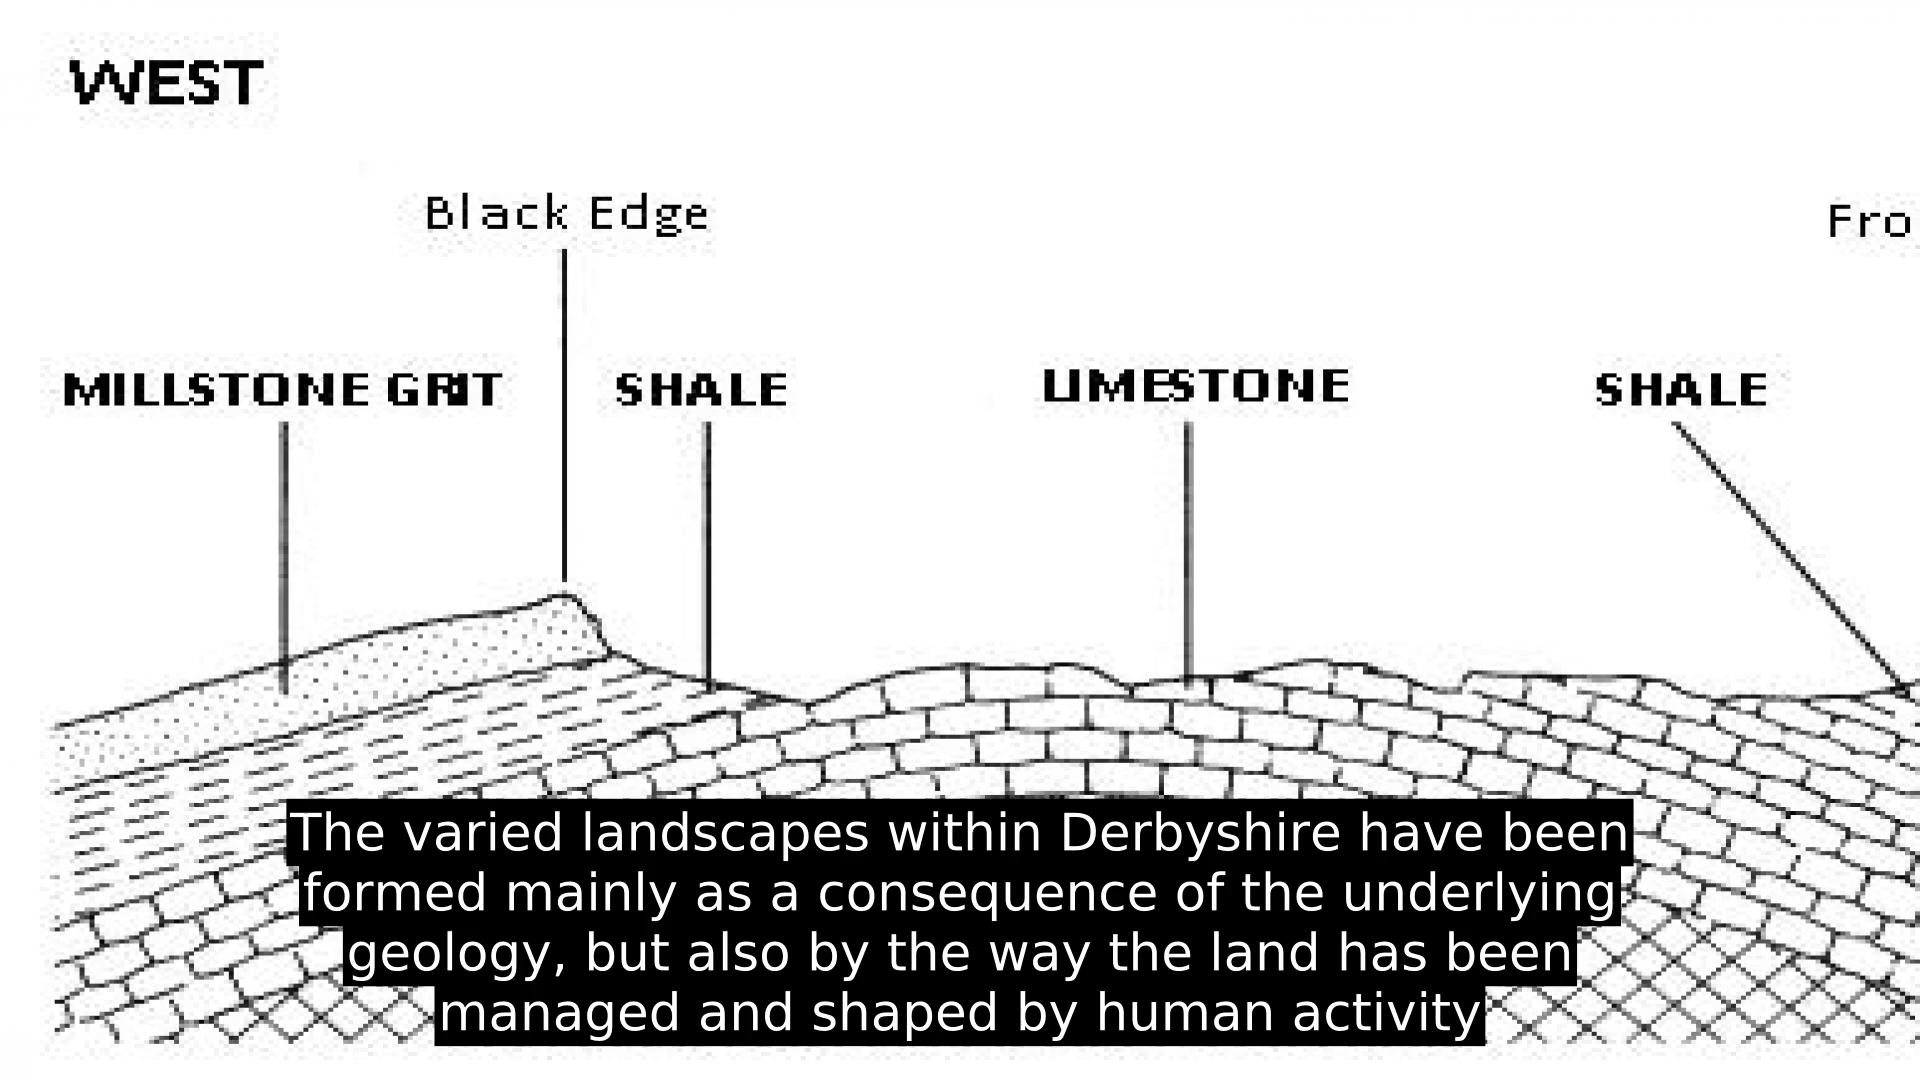 WEST
Black Edge
Fro
MILLSTONE GRIT SHALE LIMESTONE SHALE
The varied landscapes within Derbyshire have been
formed mainly as a consequence of the underlying
geology, but also by the way the land has been
managed and shaped by human activity